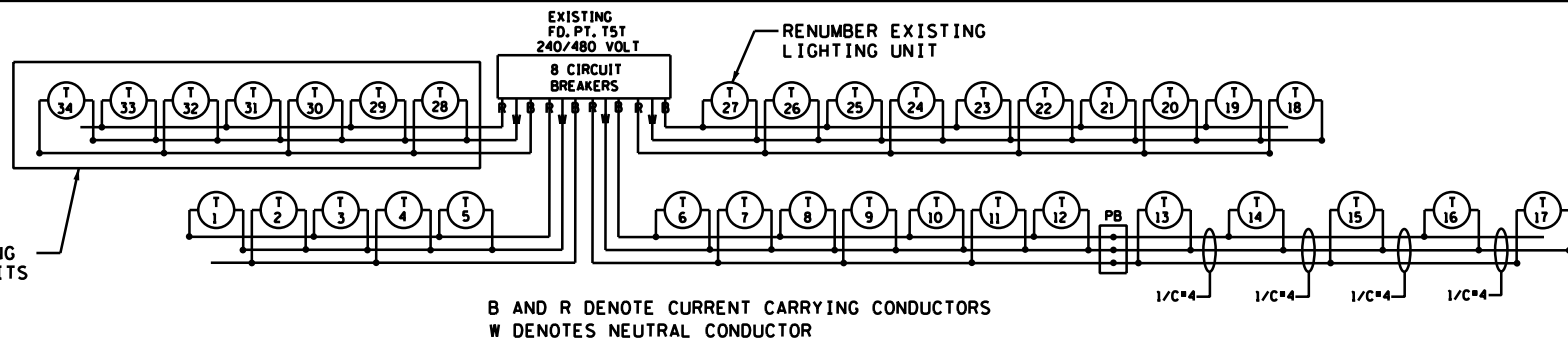 EXISTING
FD. PT. T5T
240/480 VOLT
8 CIRCUIT
BREAKERS
RENUMBER EXISTING
LIGHTING UNIT
T T T T T T T
34 33 32 31 30 29 28
R W B R W B R W B R W B
T T T T T T T T T T
27 26 25 24 23 22 21 20 19 18
T T T T T
1 2 3 4 5
T T T T T T T PB T T T T T
6 7 8 9 10 11 12 13 14 15 16 17
NG
ITS
1/C#4 1/C#4 1/C#4 1/C#4
B AND R DENOTE CURRENT CARRYING CONDUCTORS
W DENOTES NEUTRAL CONDUCTOR